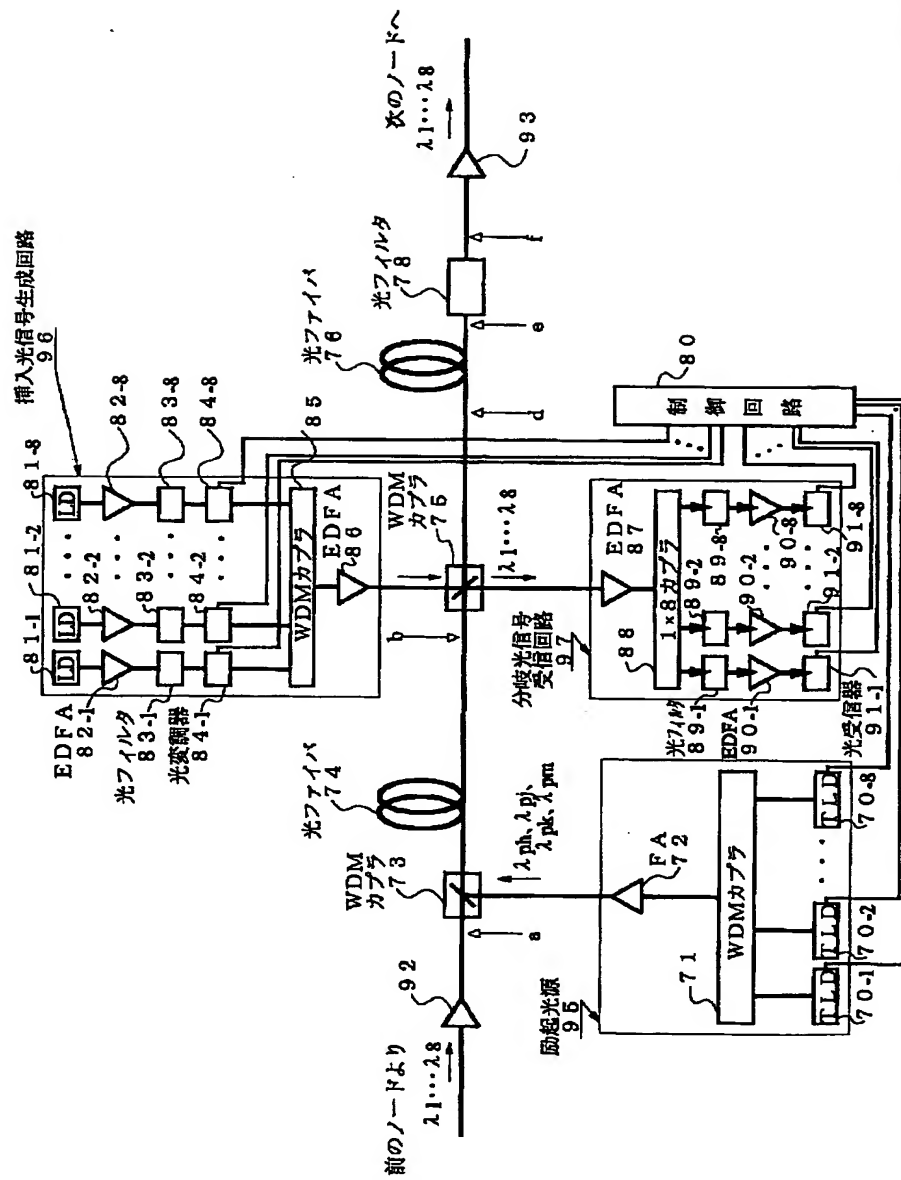 挿入光信号生成回路
96
81-1
81-2
81-8
LD
LD
LD
・・・
EDFA
82-1
82-2
・・・
82-8
光フィルタ
83-1
83-2
・・・
83-8
光変調器
84-1
84-2
・・・
84-8
WDMカプラ
85
EDFA
86
前のノードより
λ1・・・λ8
92
a
WDM
カプラ
73
光ファイバ
74
b
WDM
カプラ
75
λ1・・・λ8
d
光ファイバ
76
e
光フィルタ
78
f
93
次のノードへ
λ1・・・λ8
λph、λpj、
λpk、λpm
励起光源
95
FA
72
WDMカプラ
71
TLD
70-1
TLD
70-2
・・・
TLD
70-8
分岐光信号
受信回路
97
EDFA
87
1×8カプラ
88
光フィルタ
89-1
89-2
・・・
89-8
EDFA
90-1
90-2
・・・
90-8
光受信器
91-1
91-2
91-8
制御回路
80